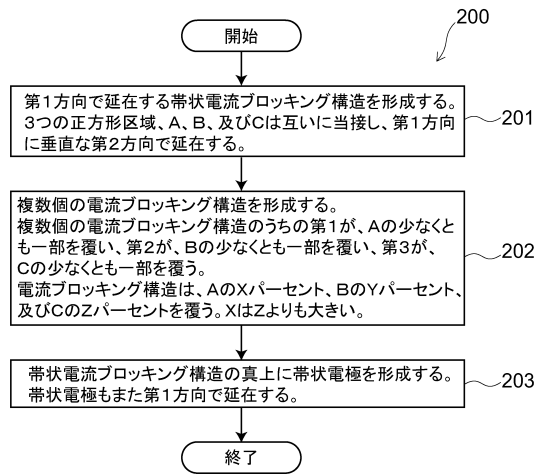 200
開始
第1方向で延在する帯状電流ブロッキング構造を形成する。
3つの正方形区域、A、B、及びCは互いに当接し、第1方向
に垂直な第2方向で延在する。
201
複数個の電流ブロッキング構造を形成する。
複数個の電流ブロッキング構造のうちの第1が、Aの少なくと
も一部を覆い、第2が、Bの少なくとも一部を覆い、第3が、
Cの少なくとも一部を覆う。
電流ブロッキング構造は、AのXパーセント、BのYパーセント、
及びCのZパーセントを覆う。XはZよりも大きい。
202
帯状電流ブロッキング構造の真上に帯状電極を形成する。
帯状電極もまた第1方向で延在する。
203
終了